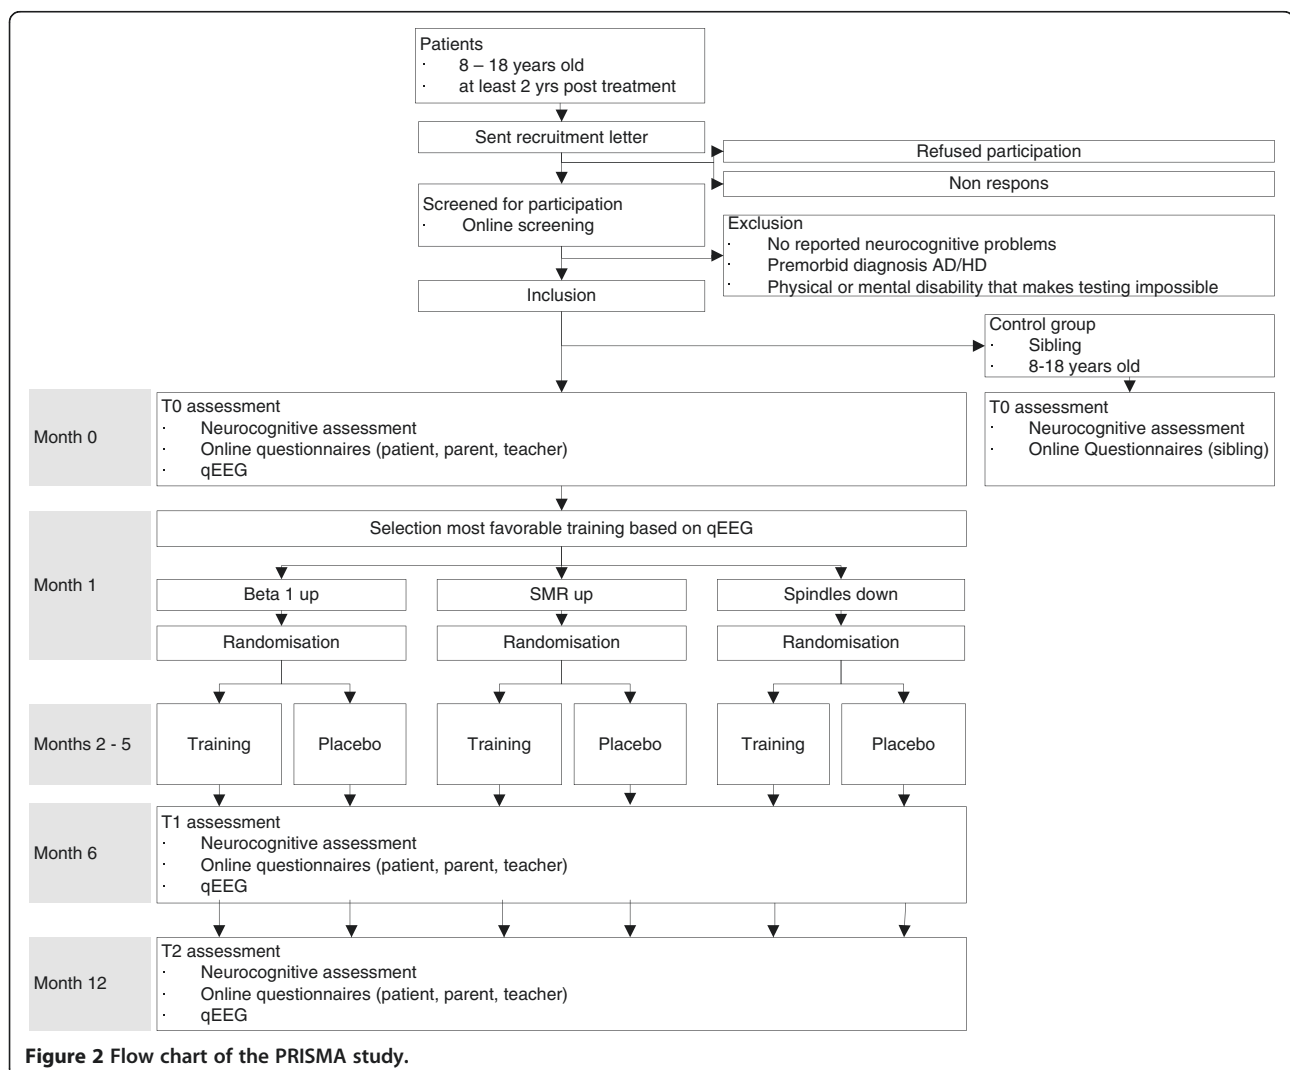 Patients
· 8 – 18 years old
· at least 2 yrs post treatment
Sent recruitment letter
Refused participation
Non respons
Screened for participation
· Online screening
Exclusion
· No reported neurocognitive problems
· Premorbid diagnosis AD/HD
· Physical or mental disability that makes testing impossible
Inclusion
Control group
· Sibling
· 8-18 years old
Month 0
T0 assessment
· Neurocognitive assessment
· Online questionnaires (patient, parent, teacher)
· qEEG
T0 assessment
· Neurocognitive assessment
· Online Questionnaires (sibling)
Month 1
Selection most favorable training based on qEEG
Beta 1 up
SMR up
Spindles down
Randomisation
Randomisation
Randomisation
Months 2 - 5
Training
Placebo
Training
Placebo
Training
Placebo
Month 6
T1 assessment
· Neurocognitive assessment
· Online questionnaires (patient, parent, teacher)
· qEEG
Month 12
T2 assessment
· Neurocognitive assessment
· Online questionnaires (patient, parent, teacher)
· qEEG
Figure 2 Flow chart of the PRISMA study.